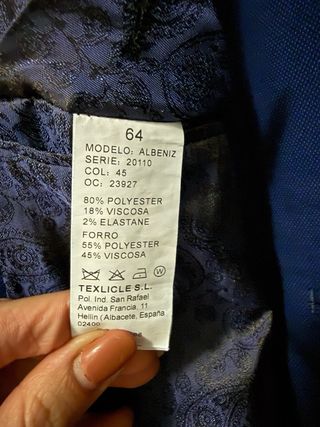 64
MODELO: ALBENIZ
SERIE: 20110
COL: 45
OC: 23927
80% POLYESTER
18% VISCOSA
2% ELASTANE
FORRO
55% POLYESTER
45% VISCOSA
TEXLICLE S.L.
Pol. Ind. San Rafael
Avenida Francia, 11
Hellin (Albacete, España
02400